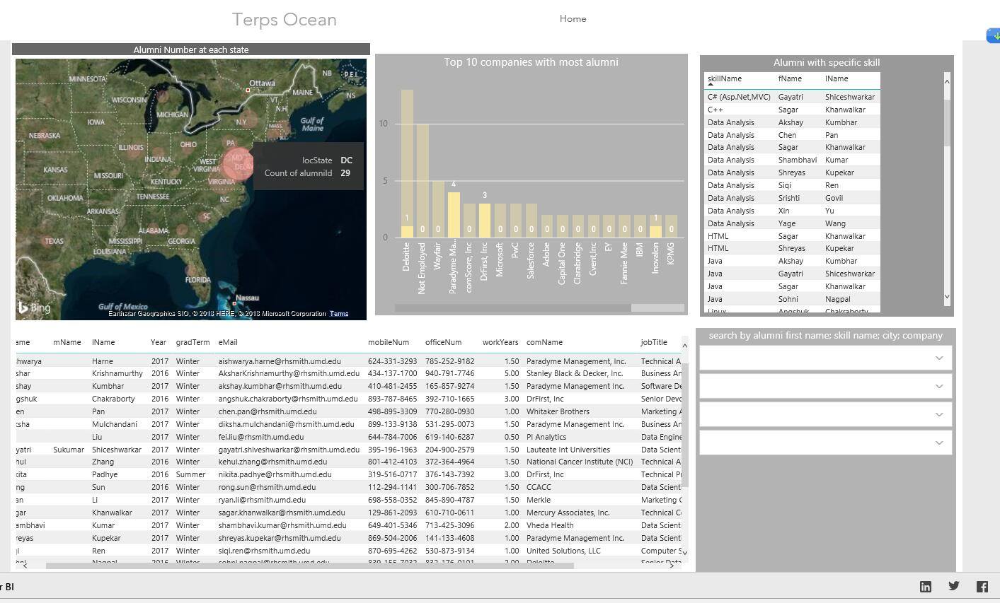 Terps Ocean
Home
Alumni Number at each state
MINNESOTA
WISCONSIN
MICHIGAN
IOWA
NEBRASKA
ILLINOIS
INDIANA
OHIO
PA
N.Y.
VT.
N.H
MASS.
MAINE
NB
P.E.I.
NS
Ottawa
Gulf of
Maine
KANSAS
MISSOURI
WEST
VIRGINIA
MD.
KENTUCKY
VIRGINIA
OKLAHOMA
TENNESSEE
NC
ARKANSAS
SC
ALABAMA
TEXAS
MISSISSIPPI
GEORGIA
LOUISIANA
FLORIDA
Nassau
Gulf of Mexico
locState DC
Count of alumniId 29
Bing
Earthstar Geographics SIO, © 2018 HERE, © 2018 Microsoft Corporation Terms
Top 10 companies with most alumni
10
5
0
1 0 0 4 0 3 0 0 0 0 0 0 0 0 0 0 1 0
Deloitte
Not Employed
Wayfair
Paradyme Ma...
comScore, Inc
DrFirst, Inc
Microsoft
PwC
Salesforce
Adobe
Capital One
Clarabridge
Cvent,Inc
EY
Fannie Mae
IBM
Inovalon
KPMG
Alumni with specific skill
skillName fName lName
C# (Asp.Net,MVC) Gayatri Shiceshwarkar
C++ Sagar Khanwalkar
Data Analysis Akshay Kumbhar
Data Analysis Chen Pan
Data Analysis Sagar Khanwalkar
Data Analysis Shambhavi Kumar
Data Analysis Shreyas Kupekar
Data Analysis Siqi Ren
Data Analysis Srishti Govil
Data Analysis Xin Yu
Data Analysis Yage Wang
HTML Sagar Khanwalkar
HTML Shreyas Kupekar
Java Akshay Kumbhar
Java Gayatri Shiceshwarkar
Java Sagar Khanwalkar
Java Sohni Nagpal
Linux Angshuk Chakraborty
ame mName lName Year gradTerm eMail mobileNum officeNum workYears comName jobTitle
hwarya Harne 2017 Winter aishwarya.harne@rhsmith.umd.edu 624-331-3293 785-252-9182 1.50 Paradyme Management, Inc. Technical A
shar Krishnamurthy 2016 Winter AksharKrishnamurthy@rhsmith.umd.edu 434-137-1700 940-791-7746 5.00 Stanley Black & Decker, Inc. Business An
shay Kumbhar 2017 Winter akshay.kumbhar@rhsmith.umd.edu 410-481-2455 165-857-9274 1.50 Paradyme Management Inc. Software De
gshuk Chakraborty 2016 Winter angshuk.chakraborty@rhsmith.umd.edu 893-787-8465 392-710-1665 3.00 DrFirst, Inc Senior Devo
en Pan 2017 Winter chen.pan@rhsmith.umd.edu 498-895-3309 770-280-0930 1.00 Whitaker Brothers Marketing A
ksha Mulchandani 2017 Winter diksha.mulchandani@rhsmith.umd.edu 899-133-9138 531-295-0073 1.50 Paradyme Management Inc. Business An
Liu 2017 Winter fei.liu@rhsmith.umd.edu 644-784-7006 619-140-6287 0.50 PI Analytics Data Engine
yatri Sukumar Shiceshwarkar 2017 Winter gayatri.shiveshwarkar@rhsmith.umd.edu 395-196-1963 204-900-2579 1.50 Lauteate Int Universities Data Scient
hui Zhang 2016 Winter kehui.zhang@rhsmith.umd.edu 801-412-4103 372-364-4964 1.50 National Cancer Institute (NCI) Technical A
kita Padhye 2016 Summer nikita.padhye@rhsmith.umd.edu 319-516-0717 376-143-7392 3.00 DrFirst, Inc Technical P
ng Sun 2016 Winter rong.sun@rhsmith.umd.edu 112-294-1141 300-706-7852 1.50 CCACC Data Scient
an Li 2017 Winter ryan.li@rhsmith.umd.edu 698-558-0352 845-890-4787 1.50 Merkle Marketing C
gar Khanwalkar 2017 Winter sagar.khanwalkar@rhsmith.umd.edu 129-861-2093 610-710-0611 1.00 Mercury Associates, Inc. Technical C
ambhavi Kumar 2017 Winter shambhavi.kumar@rhsmith.umd.edu 649-401-5346 713-425-3096 2.00 Vheda Health Data Scient
reyas Kupekar 2017 Winter shreyas.kupekar@rhsmith.umd.edu 869-504-2006 141-133-4608 1.00 Paradyme Management Inc. Data Scient
i Ren 2017 Winter siqi.ren@rhsmith.umd.edu 870-695-4262 530-873-9134 1.00 United Solutions, LLC Computer S
Nagpal 2016 Winter sohni.nagpal@rhsmith.umd.edu 2.00 Deloitte Senior Data
search by alumni first name; skill name; city; company
r BI